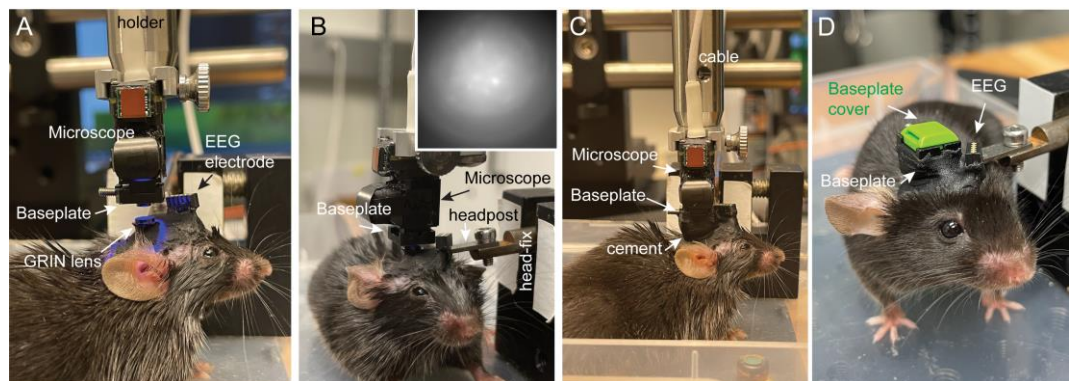 A
holder
Microscope
EEG
electrode
Baseplate
GRIN lens
B
Microscope
Baseplate
headpost
head-fix
C
cable
Microscope
Baseplate
cement
D
Baseplate
cover
EEG
Baseplate